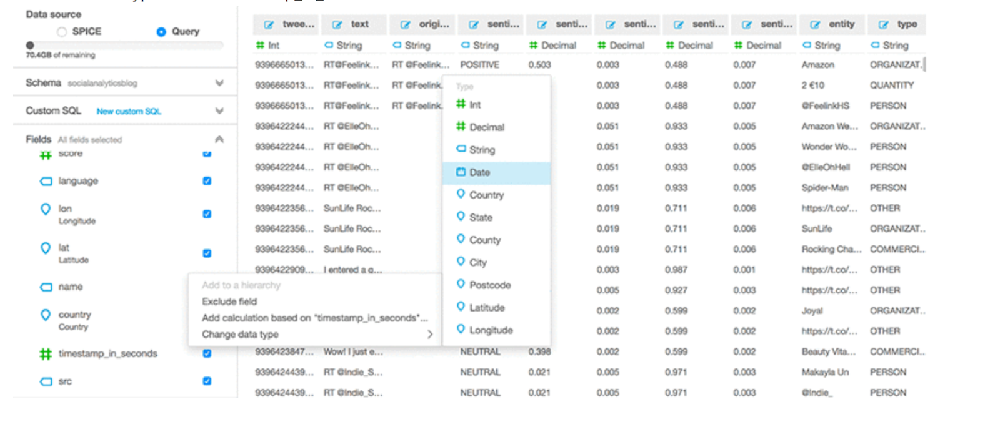 Data source
SPICE Query
70.4GB of remaining
Schema socialanalyticsblog
Custom SQL New custom SQL
Fields All fields selected
score
language
lon
Longitude
lat
Latitude
name
country
Country
timestamp_in_seconds
src
twee... text origi... senti... senti... senti... senti... senti... entity type
Int String String String Decimal Decimal Decimal Decimal String String
9396665013... RT@Feelink... RT @Feelink... POSITIVE 0.503 0.003 0.488 0.007 Amazon ORGANIZAT.
9396665013... RT@Feelink... RT @Feelink. 0.003 0.488 0.007 2 €10 QUANTITY
9396665013... RT@Feelink... RT @Feelink. 0.003 0.488 0.007 @FeelinkHS PERSON
9396422244... RT @ElleOh... 0.051 0.933 0.005 Amazon We... ORGANIZAT..
9396422244... RT @ElleOh... 0.051 0.933 0.005 Wonder Wo... PERSON
9396422244... RT @ElleOh... 0.051 0.933 0.005 @ElleOhHell PERSON
9396422244... RT @ElleOh... 0.051 0.933 0.005 Spider-Man PERSON
9396422356... SunLife Roc... 0.019 0.711 0.006 https://t.co/... OTHER
9396422356... SunLife Roc... 0.019 0.711 0.006 SunLife ORGANIZAT..
9396422356... SunLife Roc... 0.019 0.711 0.006 Rocking Cha... COMMERCI...
9396422909... I entered a g... 0.003 0.987 0.001 https://t.co/... OTHER
0.005 0.927 0.003 https://t.co/... OTHER
0.002 0.599 0.002 Joyal ORGANIZAT..
0.002 0.599 0.002 https://t.co/... OTHER
9396423847... Wow! I just e... NEUTRAL 0.398 0.002 0.599 0.002 Beauty Vita... COMMERCI...
9396424439... RT @Indie_S... NEUTRAL 0.021 0.005 0.971 0.003 Makayla Un PERSON
9396424439... RT @Indie_S... NEUTRAL 0.021 0.005 0.971 0.003 @Indie_ PERSON
Add to a hierarchy
Exclude field
Add calculation based on "timestamp_in_seconds"...
Change data type
Type
Int
Decimal
String
Date
Country
State
County
City
Postcode
Latitude
Longitude